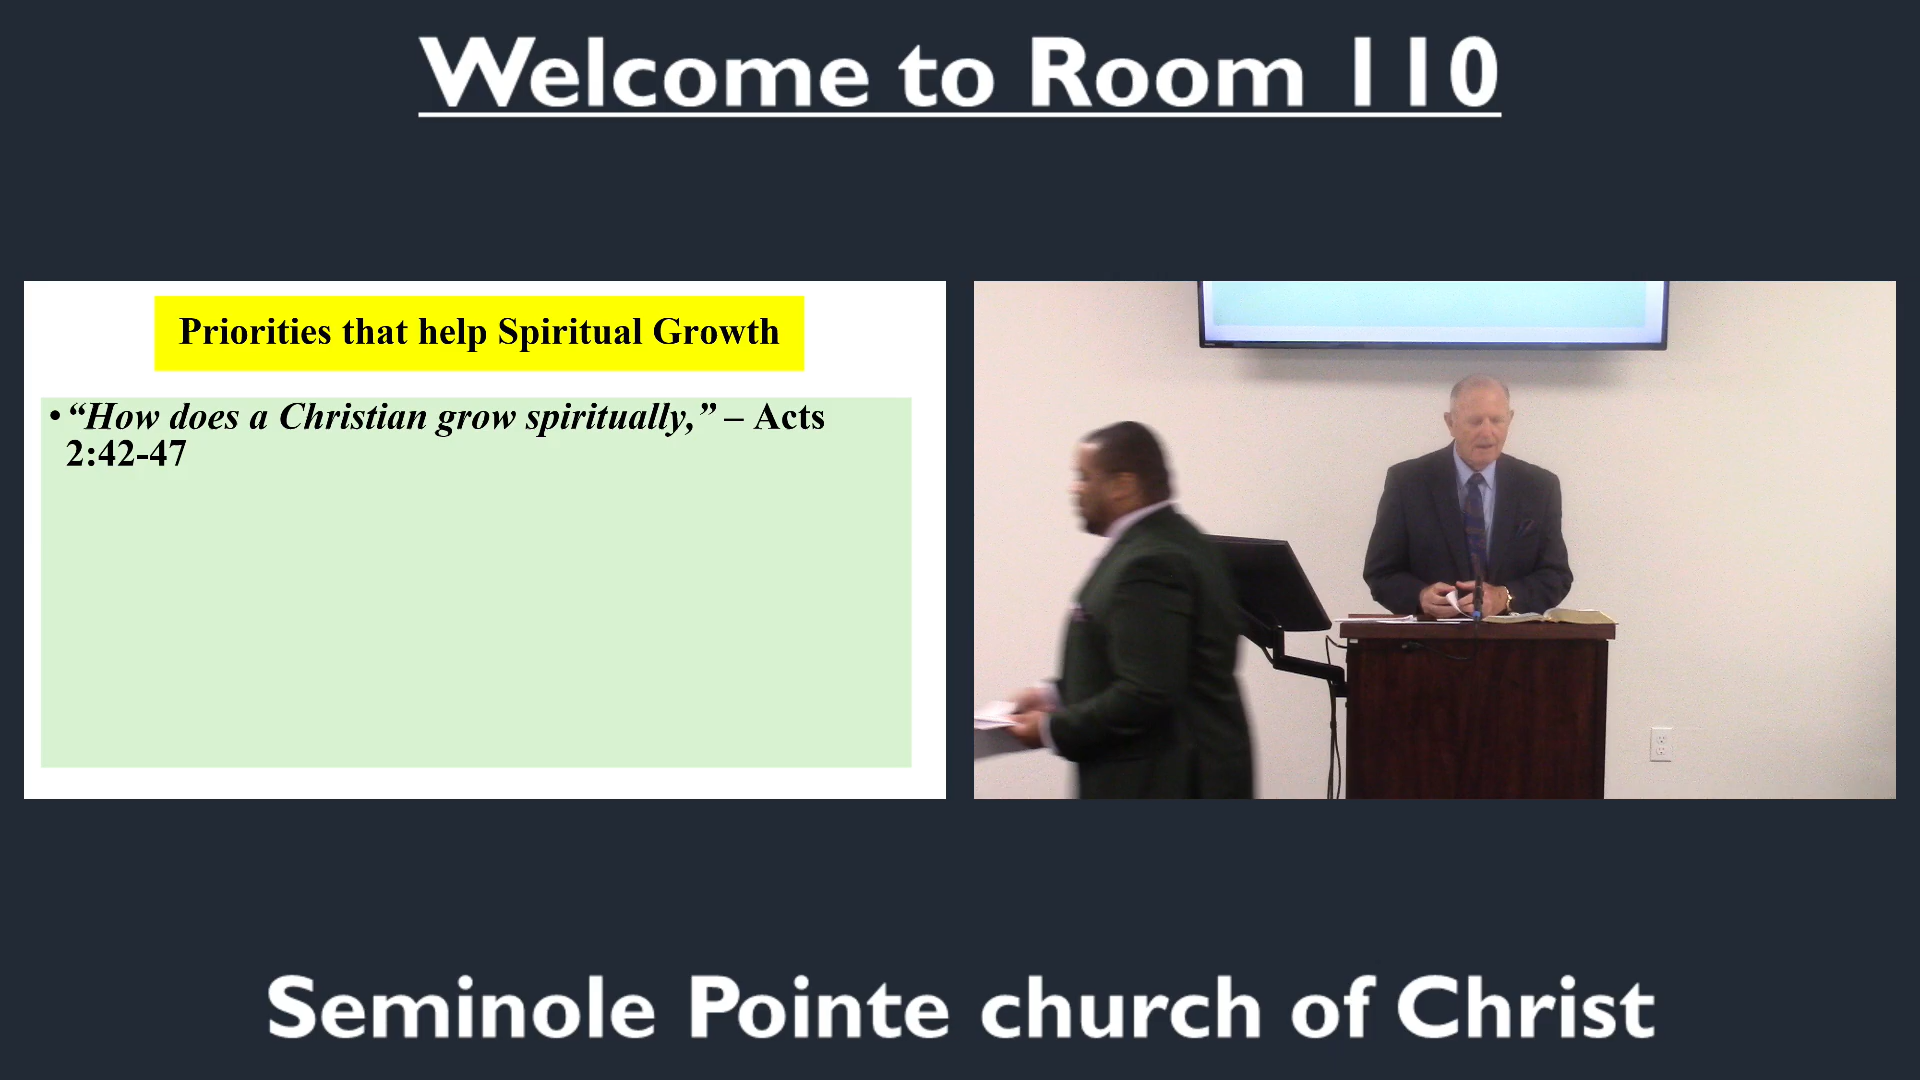 Welcome to Room 110
Priorities that help Spiritual Growth
• “How does a Christian grow spiritually,” – Acts
2:42-47
Seminole Pointe church of Christ